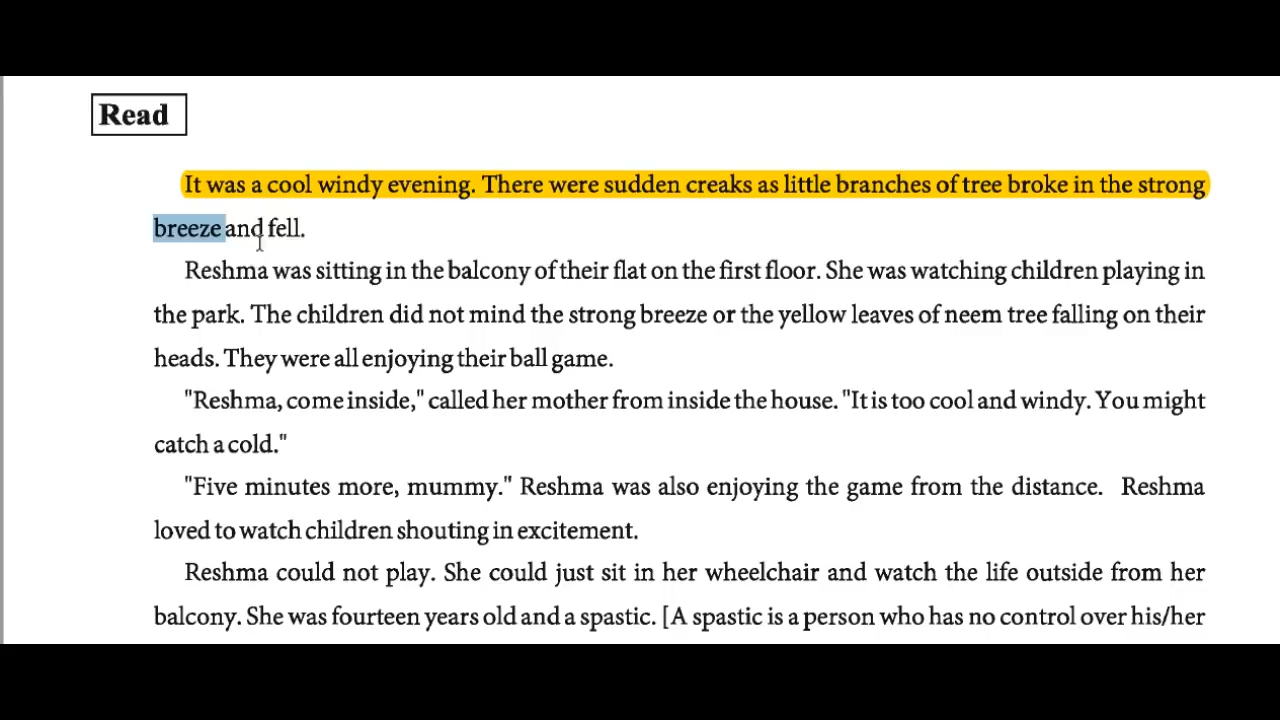 Read
It was a cool windy evening. There were sudden creaks as little branches of tree broke in the strong
breeze and fell.
Reshma was sitting in the balcony of their flat on the first floor. She was watching children playing in
the park. The children did not mind the strong breeze or the yellow leaves of neem tree falling on their
heads. They were all enjoying their ball game.
"Reshma, come inside," called her mother from inside the house. "It is too cool and windy. You might
catch a cold."
"Five minutes more, mummy." Reshma was also enjoying the game from the distance. Reshma
loved to watch children shouting in excitement.
Reshma could not play. She could just sit in her wheelchair and watch the life outside from her
balcony. She was fourteen years old and a spastic. [A spastic is a person who has no control over his/her